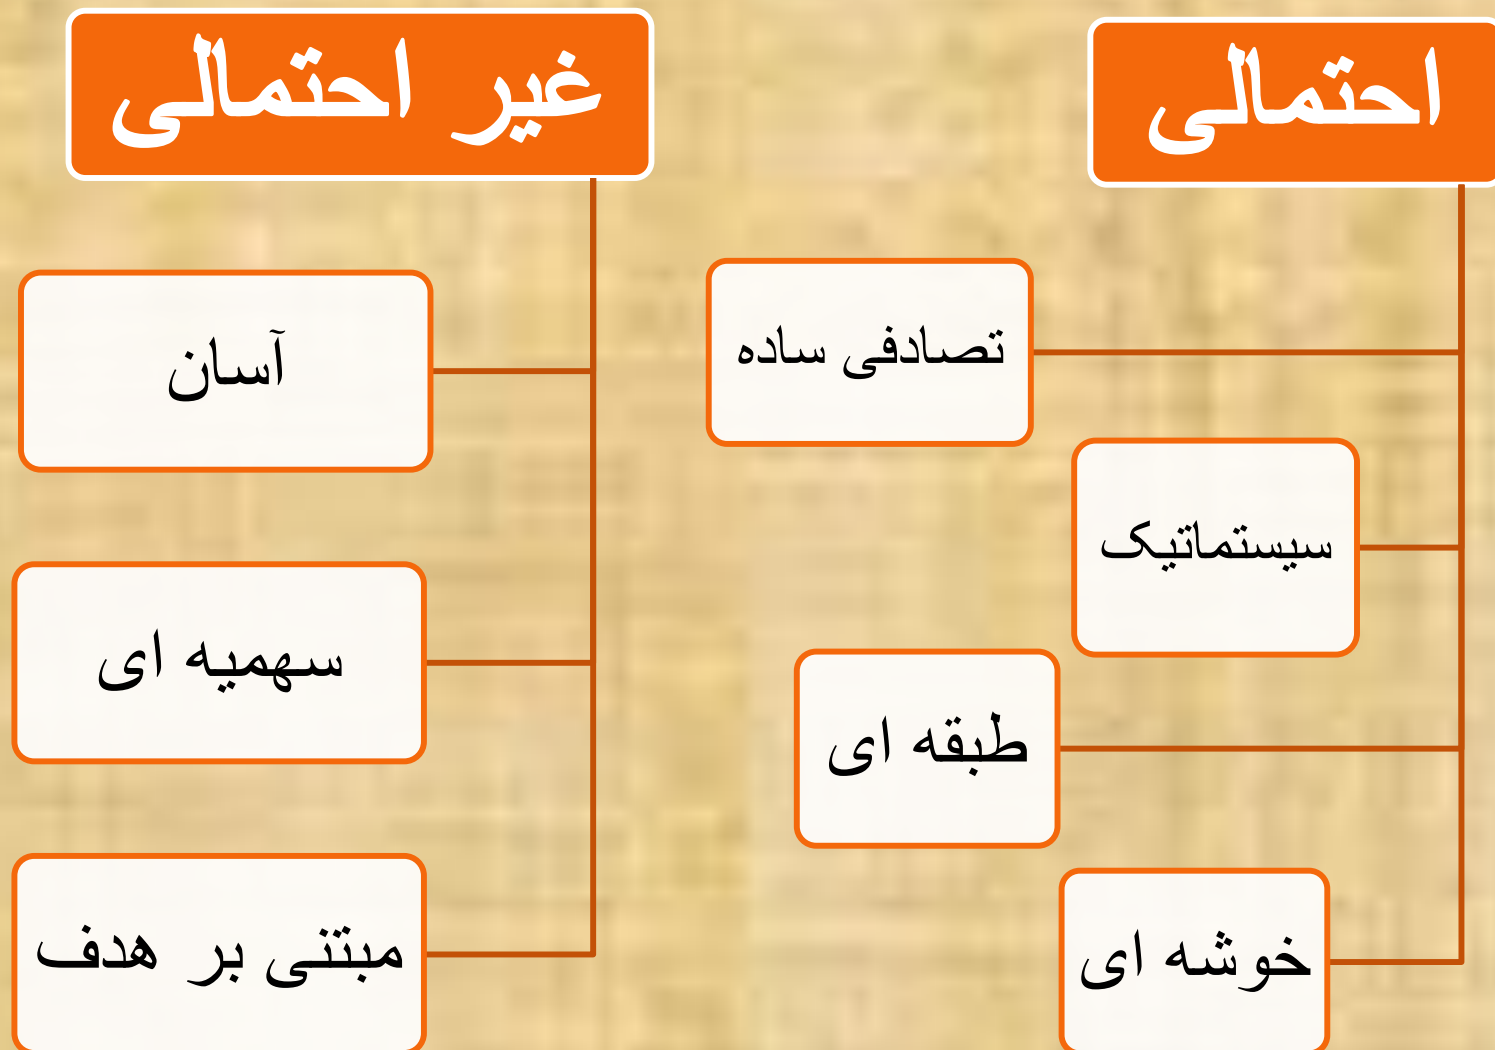 احتمالی
تصادفی ساده
سیستماتیک
طبقه ای
خوشه ای
غیر احتمالی
آسان
سهمیه ای
مبتنی بر هدف